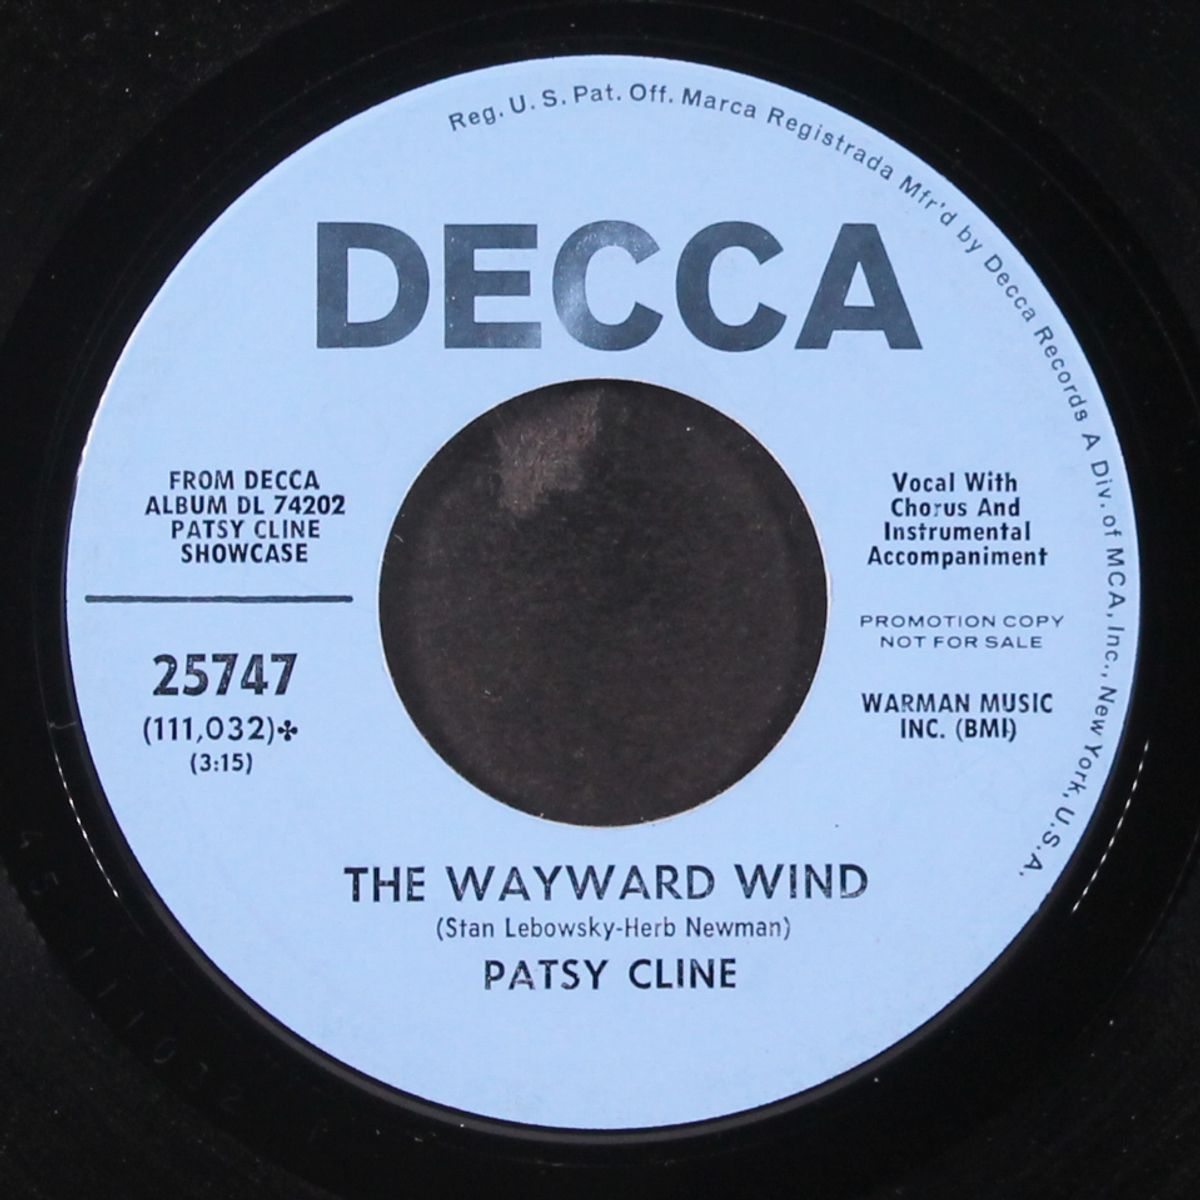 Reg. U.S. Pat. Off. Marca Registrada Mfr'd by Decca Records A Div. of MCA, Inc., New York, U.S.A.
DECCA
FROM DECCA
ALBUM DL 74202
PATSY CLINE
SHOWCASE
25747
(111,032)✤
(3:15)
Vocal With
Chorus And
Instrumental
Accompaniment
PROMOTION COPY
NOT FOR SALE
WARMAN MUSIC
INC. (BMI)
THE WAYWARD WIND
(Stan Lebowsky-Herb Newman)
PATSY CLINE